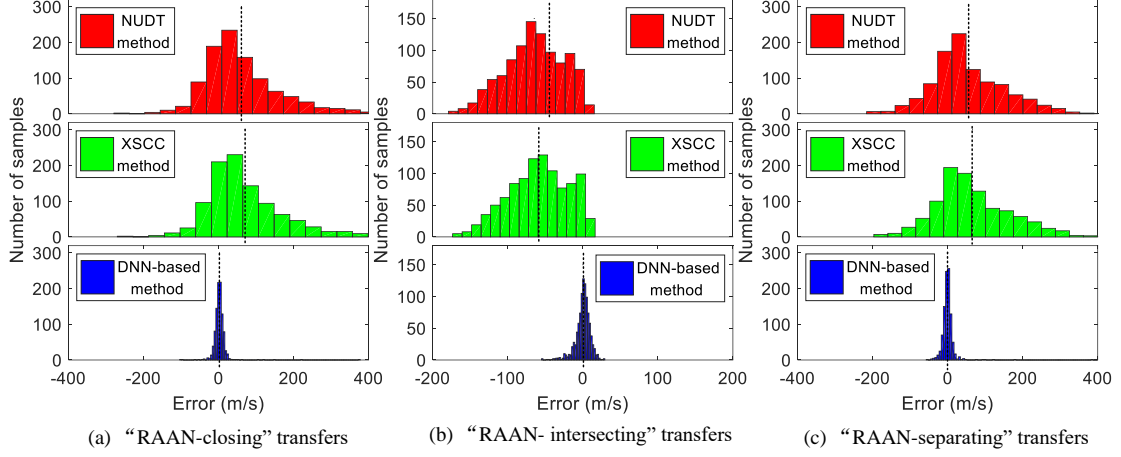 300
200
100
0
NUDT
method
300
200
100
0
XSCC
method
300
200
100
0
DNN-based
method
-400
-200
0
200
400
Number of samples
Error (m/s)
(a) “RAAN-closing” transfers
150
100
50
0
NUDT
method
150
100
50
0
XSCC
method
150
100
50
0
DNN-based
method
-200
-100
0
100
200
Number of samples
Error (m/s)
(b) “RAAN- intersecting” transfers
300
200
100
0
NUDT
method
300
200
100
0
XSCC
method
300
200
100
0
DNN-based
method
-400
-200
0
200
400
Number of samples
Error (m/s)
(c) “RAAN-separating” transfers